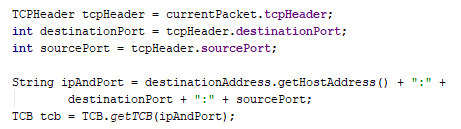 TCPHeader tcpHeader = currentPacket.tcpHeader;
int destinationPort = tcpHeader.destinationPort;
int sourcePort = tcpHeader.sourcePort;

String ipAndPort = destinationAddress.getHostAddress() + ":" +
        destinationPort + ":" + sourcePort;
TCB tcb = TCB.getTCB(ipAndPort);